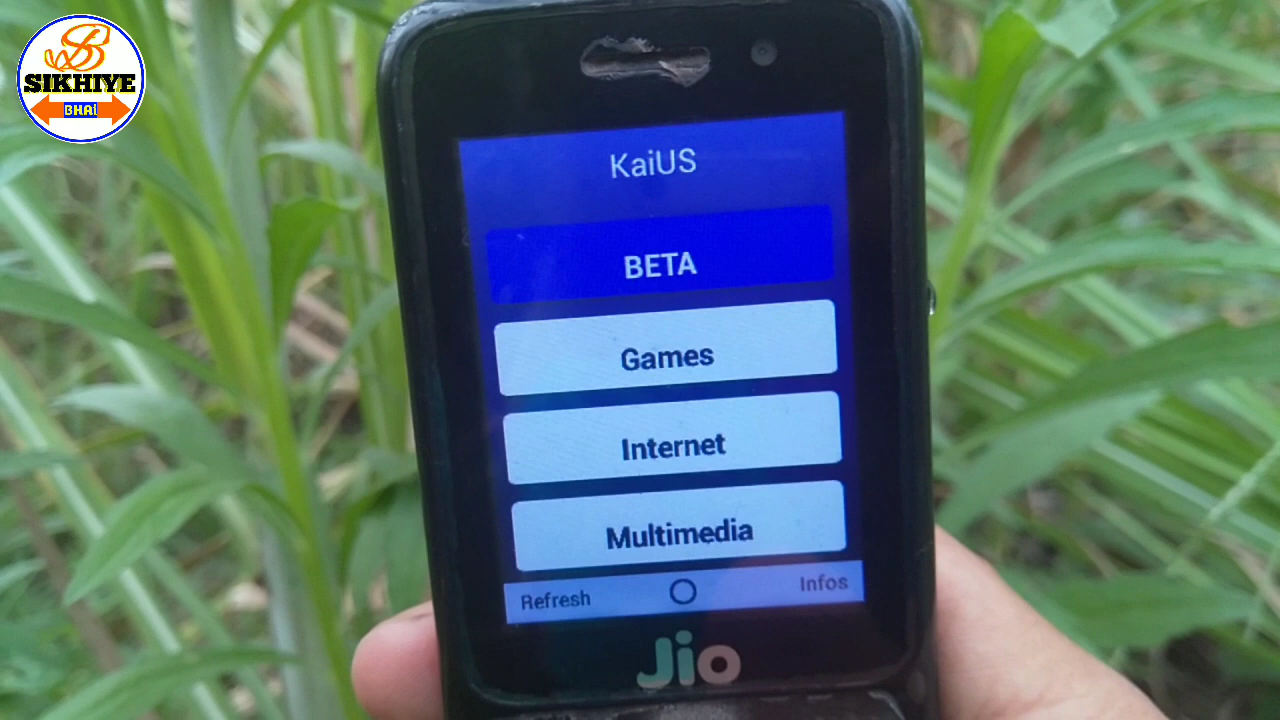 B
SIKHIYE
BHAi
KaiUS
BETA
Games
Internet
Multimedia
Refresh
Infos
Jio